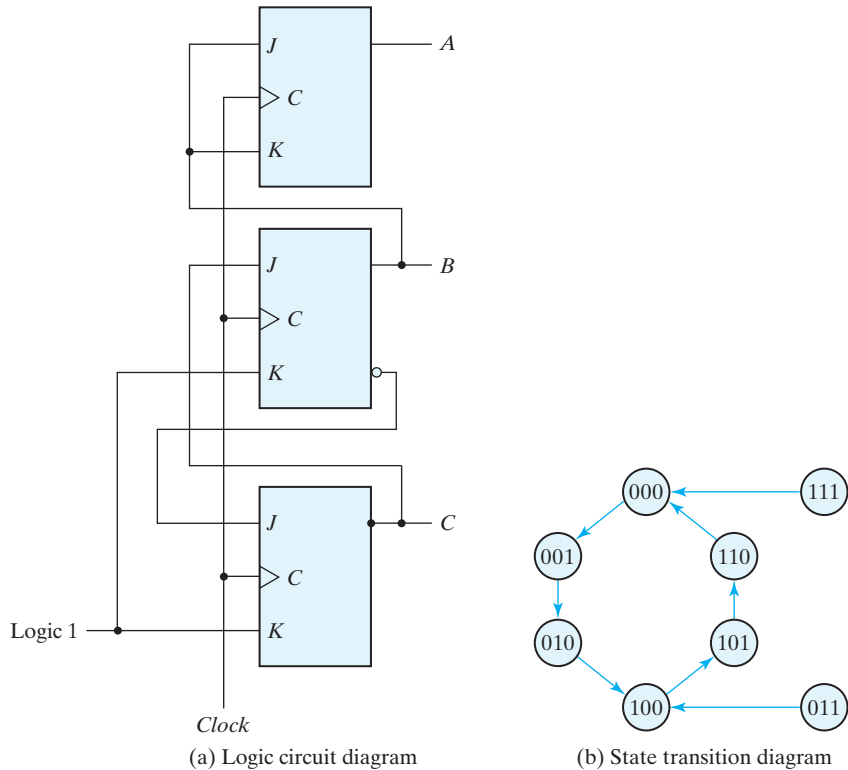 J
A
C
K
J
B
C
K
J
C
C
Logic 1
K
Clock
(a) Logic circuit diagram
000
111
001
110
010
101
100
011
(b) State transition diagram